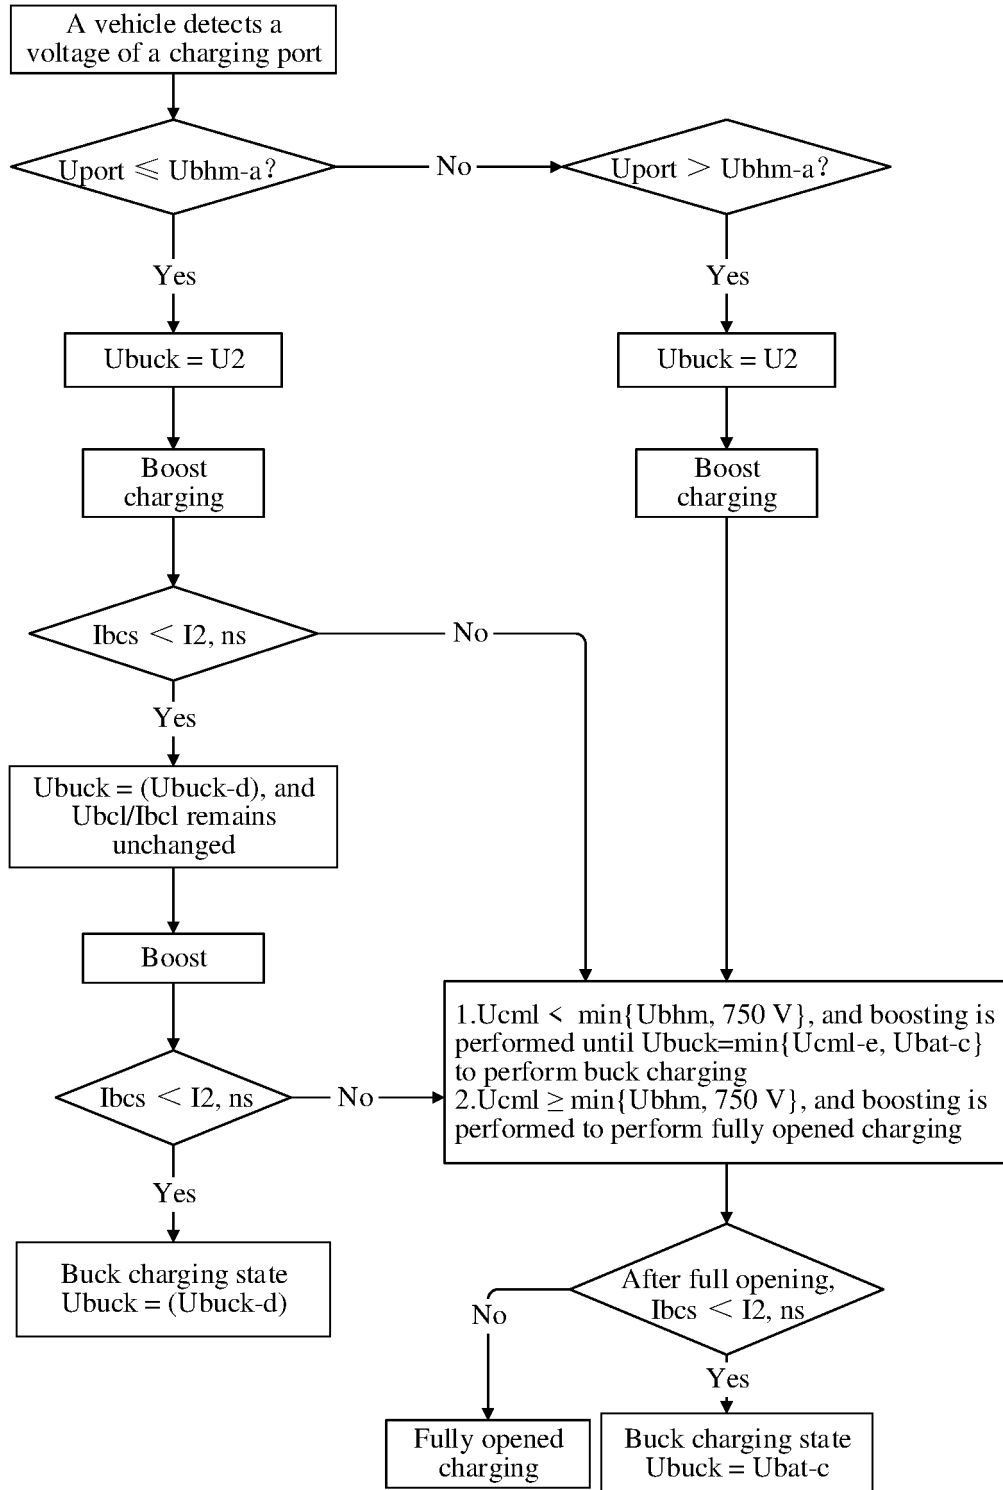 A vehicle detects a
voltage of a charging port
Uport ≤ Ubhm-a?
No
Uport > Ubhm-a?
Yes
Yes
Ubuck = U2
Ubuck = U2
Boost
charging
Boost
charging
Ibcs < I2, ns
No
Yes
Ubuck = (Ubuck-d), and
Ubcl/Ibcl remains
unchanged
Boost
1.Ucml < min{Ubhm, 750 V}, and boosting is
performed until Ubuck=min{Ucml-e, Ubat-c}
to perform buck charging
2.Ucml ≥ min{Ubhm, 750 V}, and boosting is
performed to perform fully opened charging
Ibcs < I2, ns
No
Yes
Buck charging state
Ubuck = (Ubuck-d)
After full opening,
Ibcs < I2, ns
No
Yes
Fully opened
charging
Buck charging state
Ubuck = Ubat-c